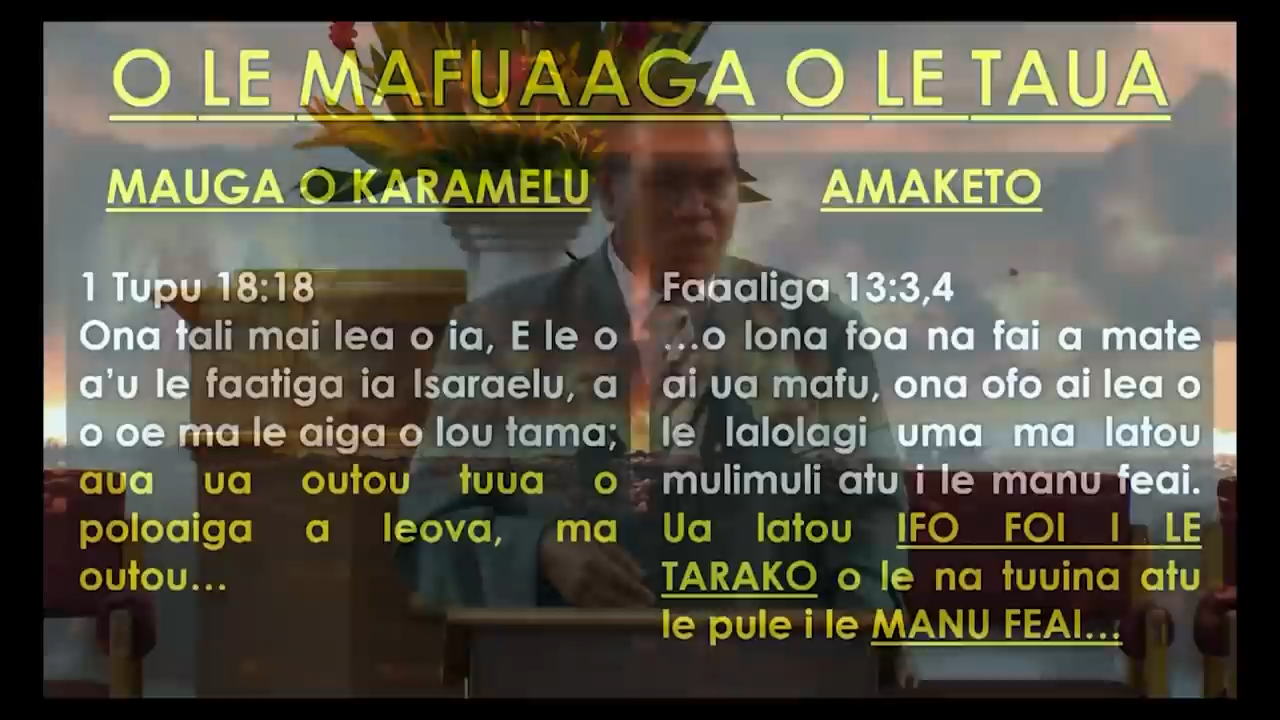 O LE MAFUAAGA O LE TAUA
MAUGA O KARAMELU
1 Tupu 18:18
Ona tali mai lea o ia, E le o
a’u le faatiga ia Isaraelu, a
o oe ma le aiga o lou tama;
aua ua outou tuua o
poloaiga a Ieova, ma
outou…
AMAKETO
Faaaliga 13:3,4
…o lona foa na fai a mate
ai ua mafu, ona ofo ai lea o
le lalolagi uma ma latou
mulimuli atu i le manu feai.
Ua latou IFO FOI I LE
TARAKO o le na tuuina atu
le pule i le MANU FEAI…